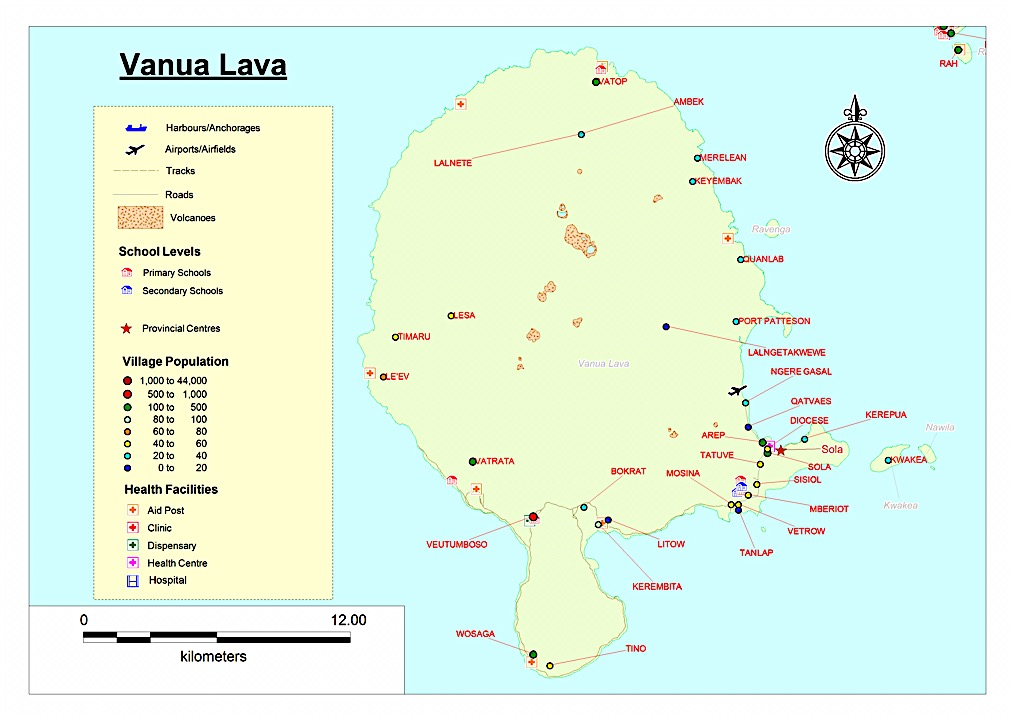 Vanua Lava
Harbours/Anchorages
Airports/Airfields
Tracks
Roads
Volcanoes
School Levels
Primary Schools
Secondary Schools
Provincial Centres
Village Population
1,000 to 44,000
500 to 1,000
100 to 500
80 to 100
60 to 80
40 to 60
20 to 40
0 to 20
Health Facilities
Aid Post
Clinic
Dispensary
Health Centre
Hospital
0 12.00
kilometers
RAH
VATOP
AMBEK
LALNETE
MERELEAN
KEYEMBAK
Ravenga
QUANLAB
LESA
PORT PATTESON
TIMARU
LALNGETAKWEWE
Vanua Lava
NGERE GASAL
LE'EV
QATVAES
KEREPUA
DIOCESE
Nawila
AREP
Sola
TATUVE
KWAKEA
VATRATA
SOLA
BOKRAT
MOSINA
SISIOL
Kwakea
MBERIOT
VETROW
VEUTUMBOSO
LITOW
TANLAP
KEREMBITA
WOSAGA
TINO